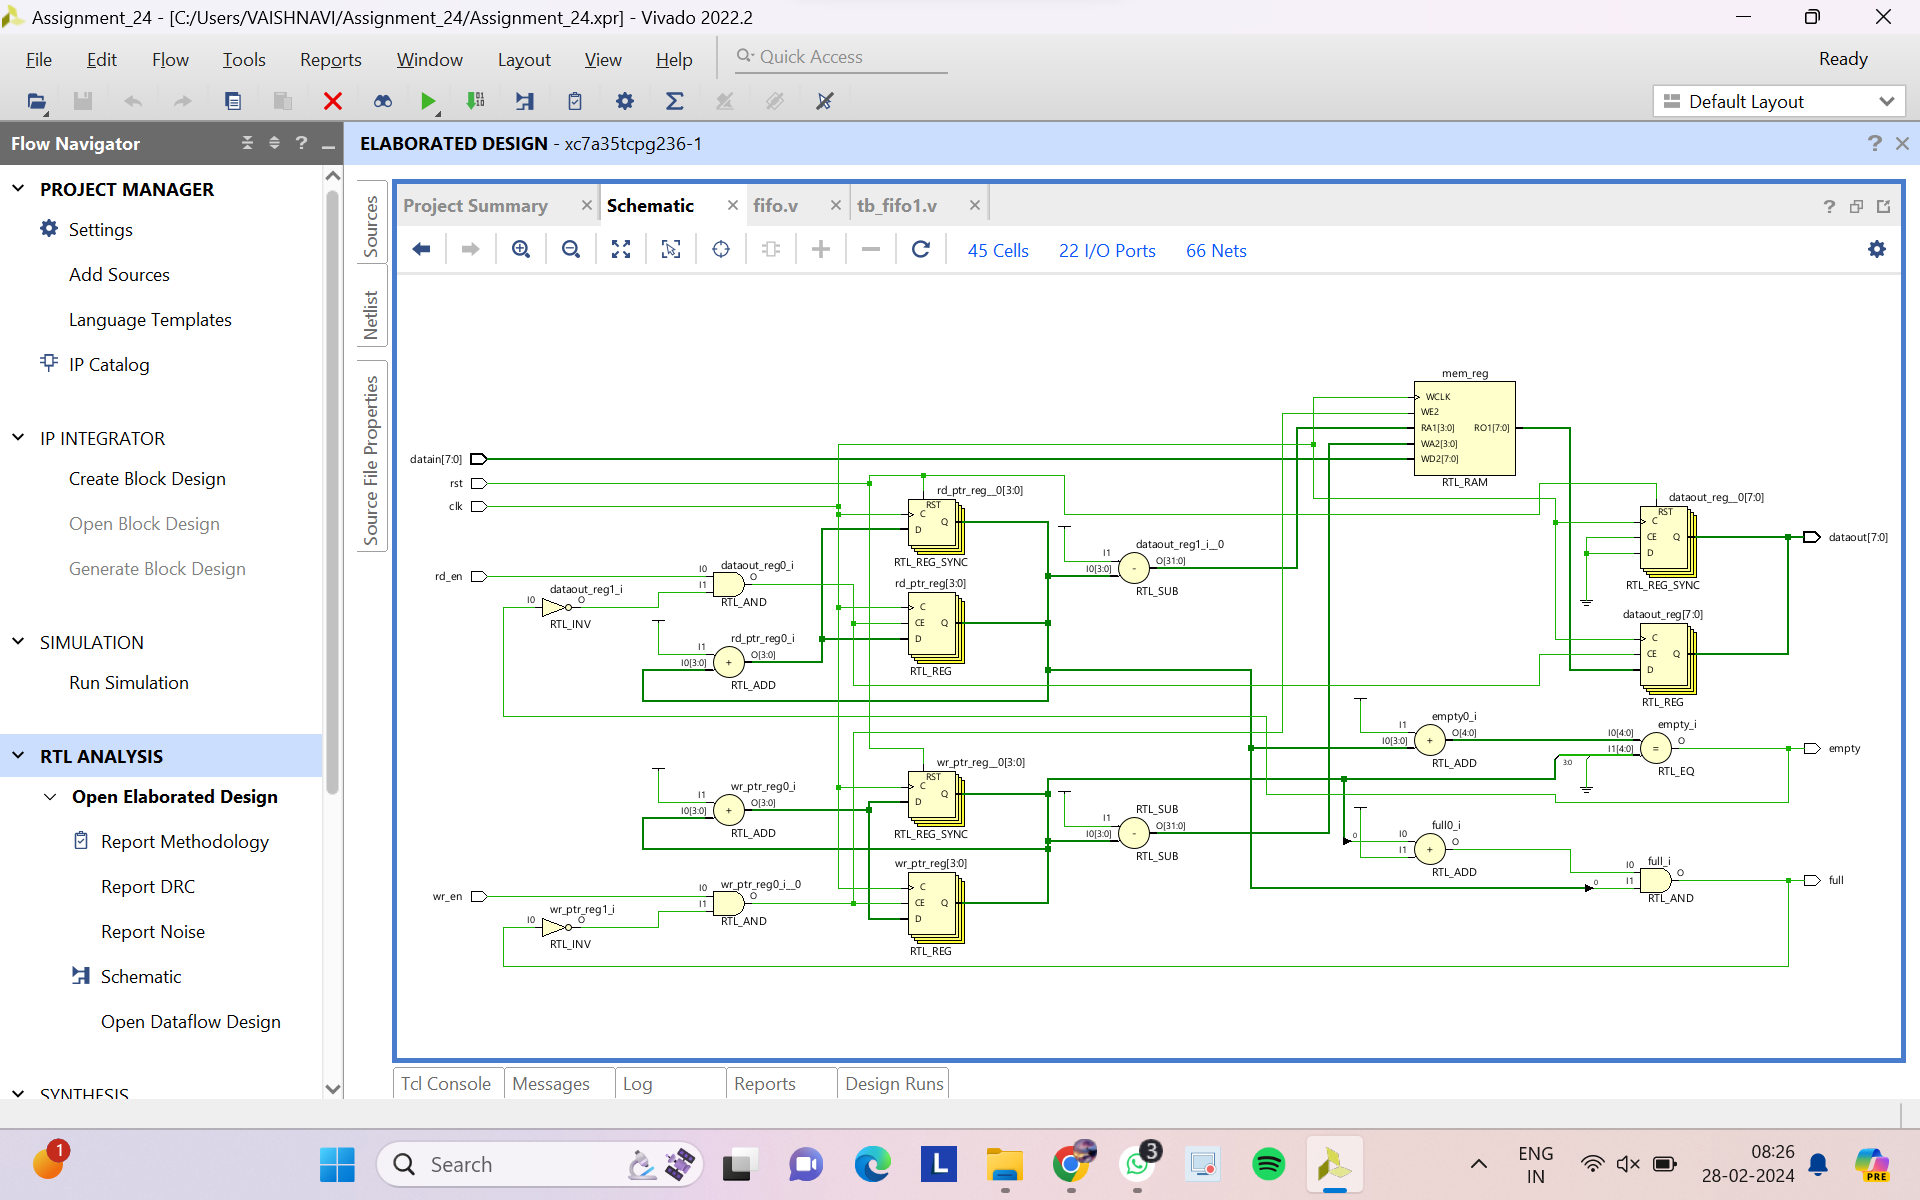 Assignment_24 - [C:/Users/VAISHNAVI/Assignment_24/Assignment_24.xpr] - Vivado 2022.2
File Edit Flow Tools Reports Window Layout View Help Quick Access Ready
Default Layout
Flow Navigator ?
ELABORATED DESIGN - xc7a35tcpg236-1 ?
PROJECT MANAGER
Settings
Add Sources
Language Templates
IP Catalog
IP INTEGRATOR
Create Block Design
Open Block Design
Generate Block Design
SIMULATION
Run Simulation
RTL ANALYSIS
Open Elaborated Design
Report Methodology
Report DRC
Report Noise
Schematic
Open Dataflow Design
SYNTHESIS
Sources
Netlist
Source File Properties
Project Summary Schematic fifo.v tb_fifo1.v ?
45 Cells 22 I/O Ports 66 Nets
mem_reg
WCLK
WE2
RA1[3:0] RO1[7:0]
WA2[3:0]
WD2[7:0]
RTL_RAM
datain[7:0]
rst
clk
rd_en
wr_en
rd_ptr_reg__0[3:0]
RST
C
Q
D
RTL_REG_SYNC
rd_ptr_reg[3:0]
C
CE Q
D
RTL_REG
dataout_reg1_i
I0 O
RTL_INV
dataout_reg0_i
I0 O
I1
RTL_AND
rd_ptr_reg0_i
I1
I0[3:0] O[3:0]
+
RTL_ADD
dataout_reg1_i__0
I1
I0[3:0] O[31:0]
-
RTL_SUB
dataout_reg__0[7:0]
RST
C
CE Q
D
RTL_REG_SYNC
dataout[7:0]
dataout_reg[7:0]
C
CE Q
D
RTL_REG
empty0_i
I1
I0[3:0] O[4:0]
+
RTL_ADD
empty_i
I0[4:0]
I1[4:0] O
=
3:0
RTL_EQ
empty
wr_ptr_reg0_i
I1
I0[3:0] O[3:0]
+
RTL_ADD
wr_ptr_reg__0[3:0]
RST
C
Q
D
RTL_REG_SYNC
RTL_SUB
I1
I0[3:0] O[31:0]
-
RTL_SUB
full0_i
0
I0 O
I1
+
RTL_ADD
full_i
I0 O
0
I1
RTL_AND
full
wr_ptr_reg[3:0]
C
CE Q
D
RTL_REG
wr_ptr_reg0_i__0
I0 O
I1
RTL_AND
wr_ptr_reg1_i
I0 O
RTL_INV
Tcl Console Messages Log Reports Design Runs
1
Search
L
3
ENG
IN
08:26
28-02-2024
PRE